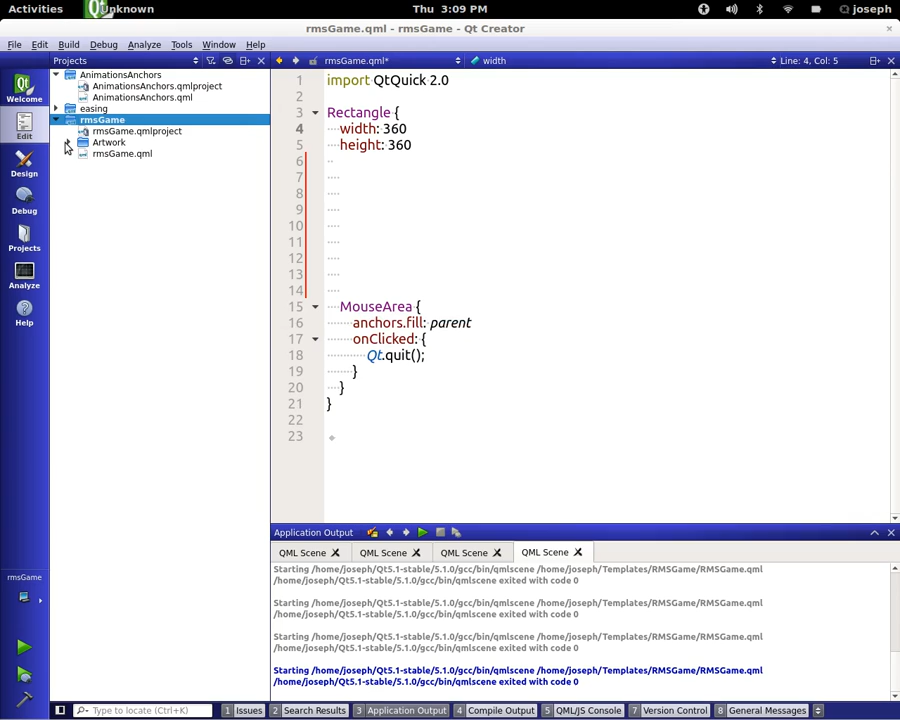 Activities Unknown Thu 3:09 PM joseph
rmsGame.qml - rmsGame - Qt Creator
File Edit Build Debug Analyze Tools Window Help
Projects rmsGame.qml* width Line: 4, Col: 5
Welcome
Edit
Design
Debug
Projects
Analyze
Help
rmsGame
AnimationsAnchors
AnimationsAnchors.qmlproject
AnimationsAnchors.qml
easing
rmsGame
rmsGame.qmlproject
Artwork
rmsGame.qml
1 import QtQuick 2.0
2
3 Rectangle {
4 width: 360
5 height: 360
6
7
8
9
10
11
12
13
14
15 MouseArea {
16 anchors.fill: parent
17 onClicked: {
18 Qt.quit();
19 }
20 }
21 }
22
23
Application Output
QML Scene QML Scene QML Scene QML Scene
Starting /home/joseph/Qt5.1-stable/5.1.0/gcc/bin/qmlscene /home/joseph/Templates/RMSGame/RMSGame.qml
/home/joseph/Qt5.1-stable/5.1.0/gcc/bin/qmlscene exited with code 0
Starting /home/joseph/Qt5.1-stable/5.1.0/gcc/bin/qmlscene /home/joseph/Templates/RMSGame/RMSGame.qml
/home/joseph/Qt5.1-stable/5.1.0/gcc/bin/qmlscene exited with code 0
Starting /home/joseph/Qt5.1-stable/5.1.0/gcc/bin/qmlscene /home/joseph/Templates/RMSGame/RMSGame.qml
/home/joseph/Qt5.1-stable/5.1.0/gcc/bin/qmlscene exited with code 0
Starting /home/joseph/Qt5.1-stable/5.1.0/gcc/bin/qmlscene /home/joseph/Templates/RMSGame/RMSGame.qml
/home/joseph/Qt5.1-stable/5.1.0/gcc/bin/qmlscene exited with code 0
Type to locate (Ctrl+K) 1 Issues 2 Search Results 3 Application Output 4 Compile Output 5 QML/JS Console 7 Version Control 8 General Messages